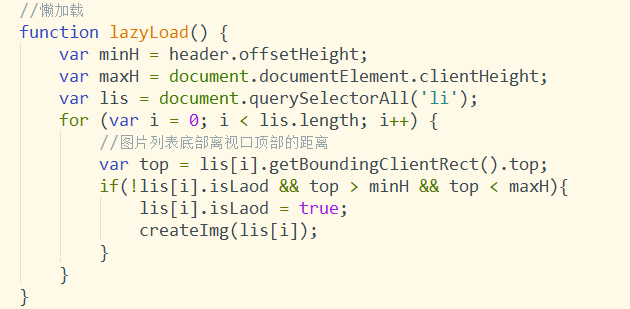 //懒加载
function lazyLoad() {
    var minH = header.offsetHeight;
    var maxH = document.documentElement.clientHeight;
    var lis = document.querySelectorAll('li');
    for (var i = 0; i < lis.length; i++) {
        //图片列表底部离视口顶部的距离
        var top = lis[i].getBoundingClientRect().top;
        if(!lis[i].isLaod && top > minH && top < maxH){
            lis[i].isLaod = true;
            createImg(lis[i]);
        }
    }
}